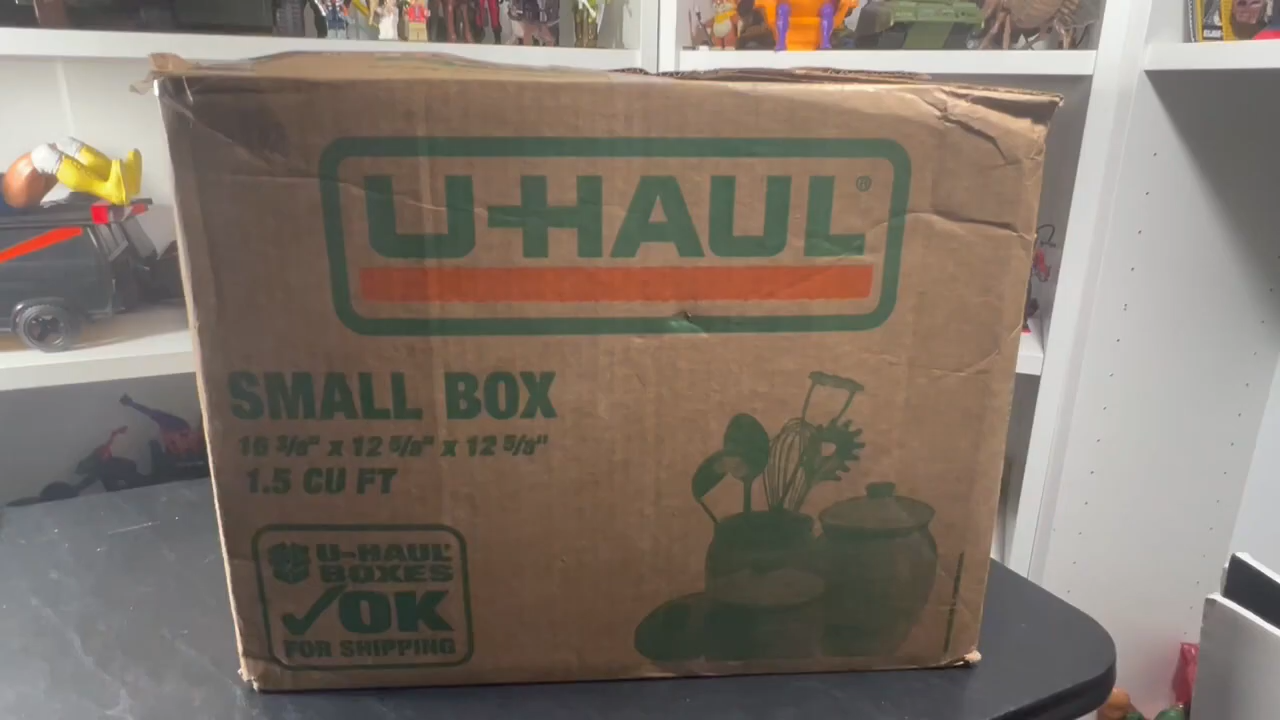 U-HAUL®
SMALL BOX
16 3/8" x 12 5/8" x 12 5/8"
1.5 CU FT
U-HAUL
BOXES
✓OK
FOR SHIPPING